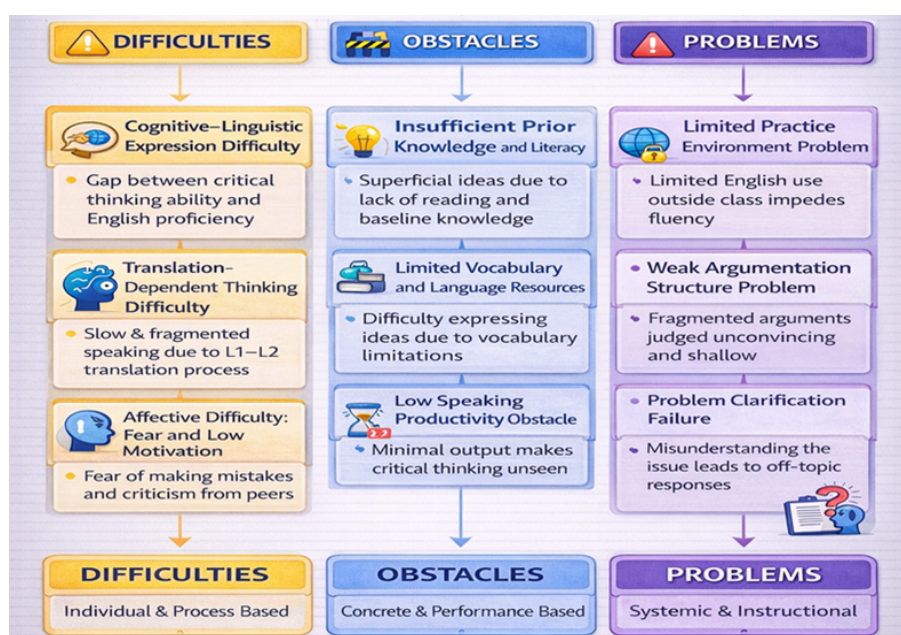 DIFFICULTIES
Cognitive–Linguistic
Expression Difficulty
Gap between critical
thinking ability and
English proficiency
Translation–
Dependent Thinking
Difficulty
Slow & fragmented
speaking due to L1–L2
translation process
Affective Difficulty:
Fear and Low
Motivation
Fear of making mistakes
and criticism from peers
DIFFICULTIES
Individual & Process Based
OBSTACLES
Insufficient Prior
Knowledge and Literacy
Superficial ideas due to
lack of reading and
baseline knowledge
Limited Vocabulary
and Language Resources
Difficulty expressing
ideas due to vocabulary
limitations
Low Speaking
Productivity Obstacle
Minimal output makes
critical thinking unseen
OBSTACLES
Concrete & Performance Based
PROBLEMS
Limited Practice
Environment Problem
Limited English use
outside class impedes
fluency
Weak Argumentation
Structure Problem
Fragmented arguments
judged unconvincing
and shallow
Problem Clarification
Failure
Misunderstanding the
issue leads to off-topic
responses
PROBLEMS
Systemic & Instructional